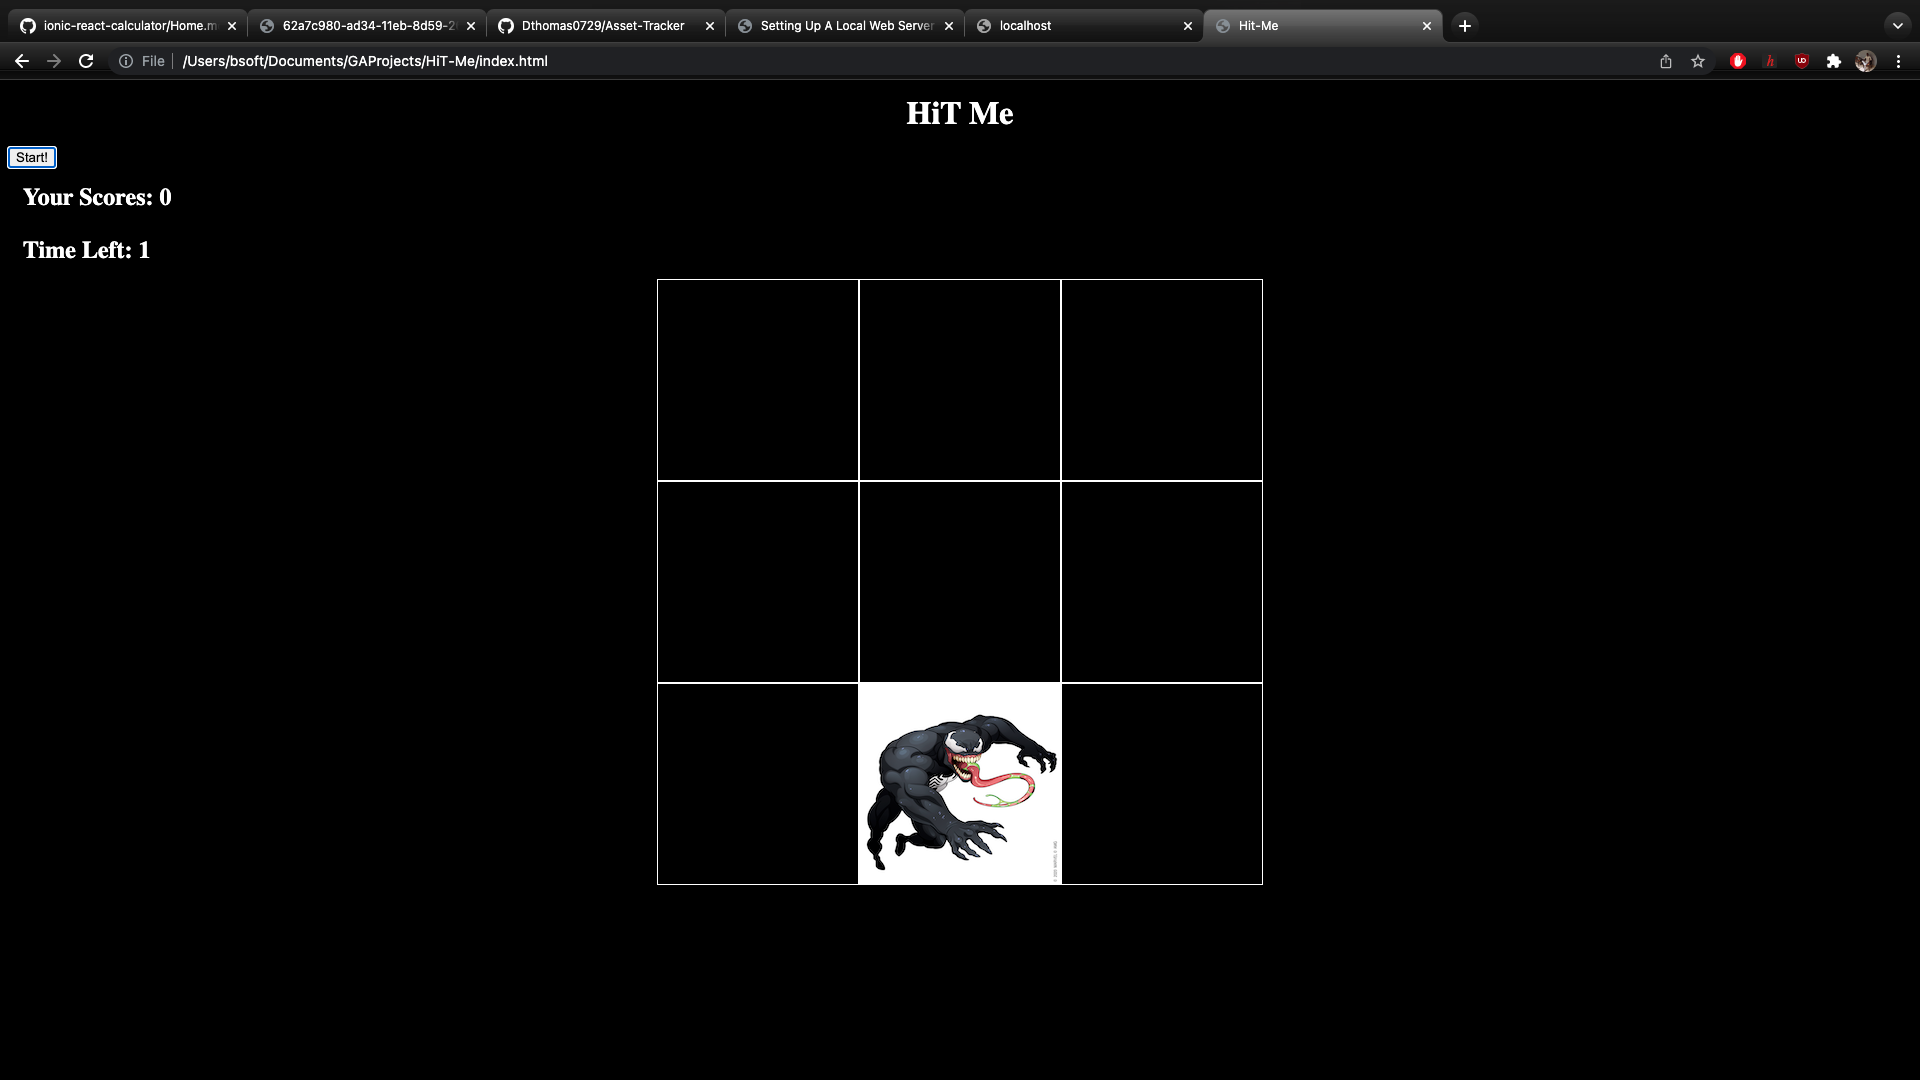 ionic-react-calculator/Home.m
62a7c980-ad34-11eb-8d59-2
Dthomas0729/Asset-Tracker
Setting Up A Local Web Server
localhost
Hit-Me
File
/Users/bsoft/Documents/GAProjects/HiT-Me/index.html
HiT Me
Start!
Your Scores: 0
Time Left: 1